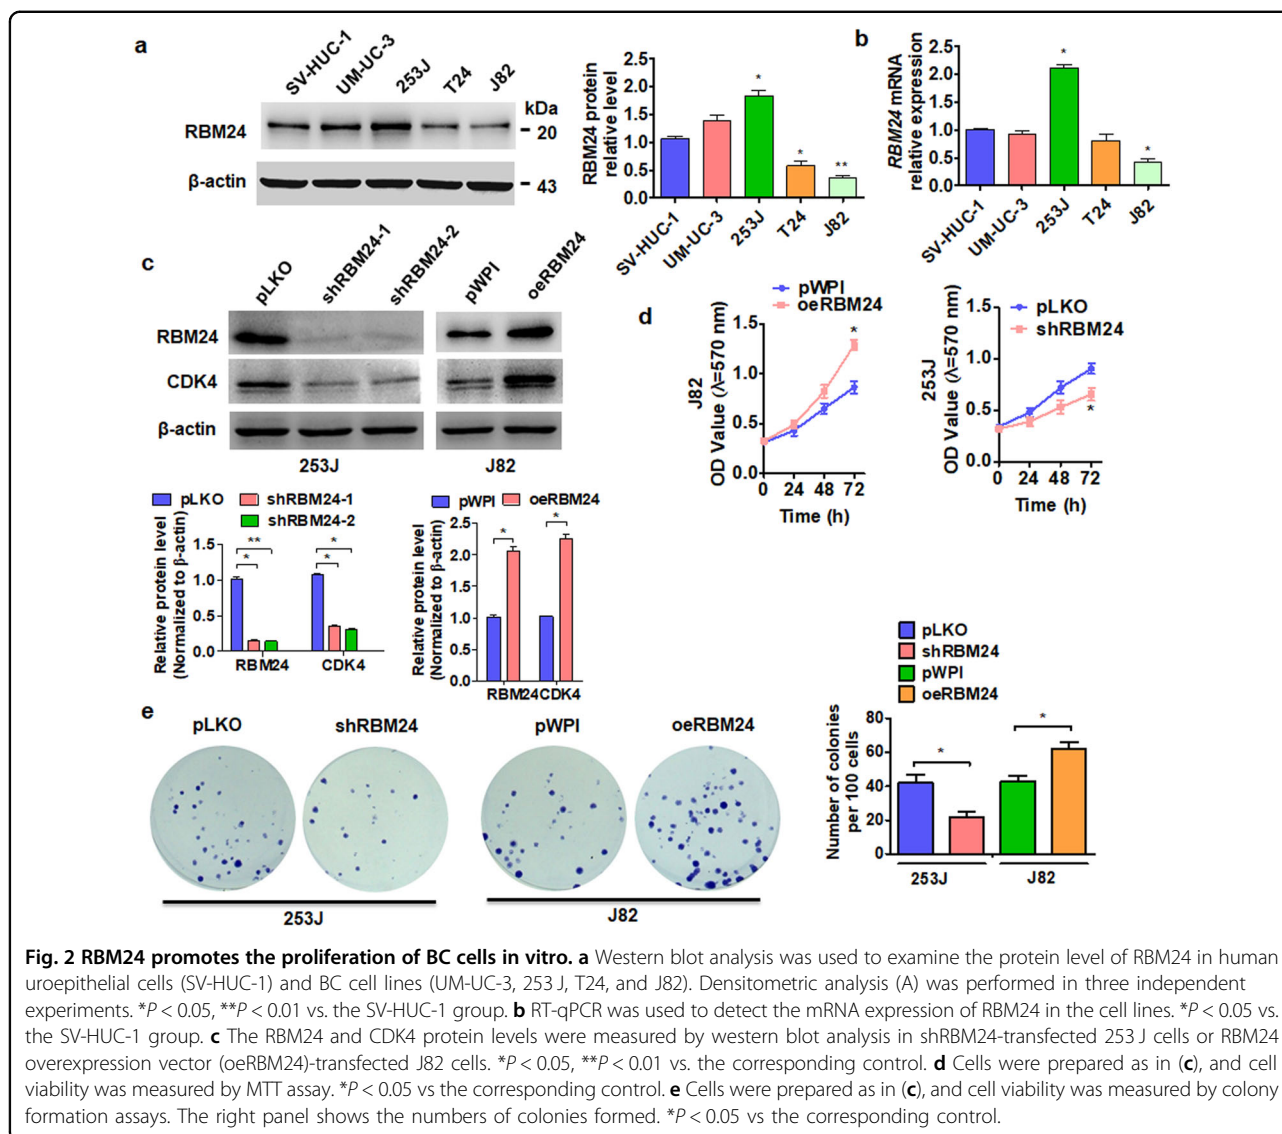 a
SV-HUC-1
UM-UC-3
253J
T24
J82
kDa
RBM24
20
β-actin
43
RBM24 protein
relative level
2.5
2.0
1.5
1.0
0.5
0.0
*
*
**
SV-HUC-1
UM-UC-3
253J
T24
J82
b
RBM24 mRNA
relative expression
2.5
2.0
1.5
1.0
0.5
0.0
*
*
SV-HUC-1
UM-UC-3
253J
T24
J82
c
pLKO
shRBM24-1
shRBM24-2
pWPI
oeRBM24
RBM24
CDK4
β-actin
253J
J82
pLKO
shRBM24-1
shRBM24-2
Relative protein level
(Normalized to β-actin)
1.5
1.0
0.5
0.0
**
*
*
*
RBM24
CDK4
pWPI
oeRBM24
Relative protein level
(Normalized to β-actin)
2.5
2.0
1.5
1.0
0.5
0.0
*
*
RBM24
CDK4
d
pWPI
oeRBM24
J82
OD Value (λ=570 nm)
1.5
1.0
0.5
0.0
*
0 24 48 72
Time (h)
pLKO
shRBM24
253J
OD Value (λ=570 nm)
1.5
1.0
0.5
0.0
*
0 24 48 72
Time (h)
e
pLKO
shRBM24
pWPI
oeRBM24
253J
J82
pLKO
shRBM24
pWPI
oeRBM24
Number of colonies
per 100 cells
80
60
40
20
0
*
*
253J
J82
Fig. 2 RBM24 promotes the proliferation of BC cells in vitro. a Western blot analysis was used to examine the protein level of RBM24 in human
uroepithelial cells (SV-HUC-1) and BC cell lines (UM-UC-3, 253 J, T24, and J82). Densitometric analysis (A) was performed in three independent
experiments. *P < 0.05, **P < 0.01 vs. the SV-HUC-1 group. b RT-qPCR was used to detect the mRNA expression of RBM24 in the cell lines. *P < 0.05 vs.
the SV-HUC-1 group. c The RBM24 and CDK4 protein levels were measured by western blot analysis in shRBM24-transfected 253 J cells or RBM24
overexpression vector (oeRBM24)-transfected J82 cells. *P < 0.05, **P < 0.01 vs. the corresponding control. d Cells were prepared as in (c), and cell
viability was measured by MTT assay. *P < 0.05 vs the corresponding control. e Cells were prepared as in (c), and cell viability was measured by colony
formation assays. The right panel shows the numbers of colonies formed. *P < 0.05 vs the corresponding control.